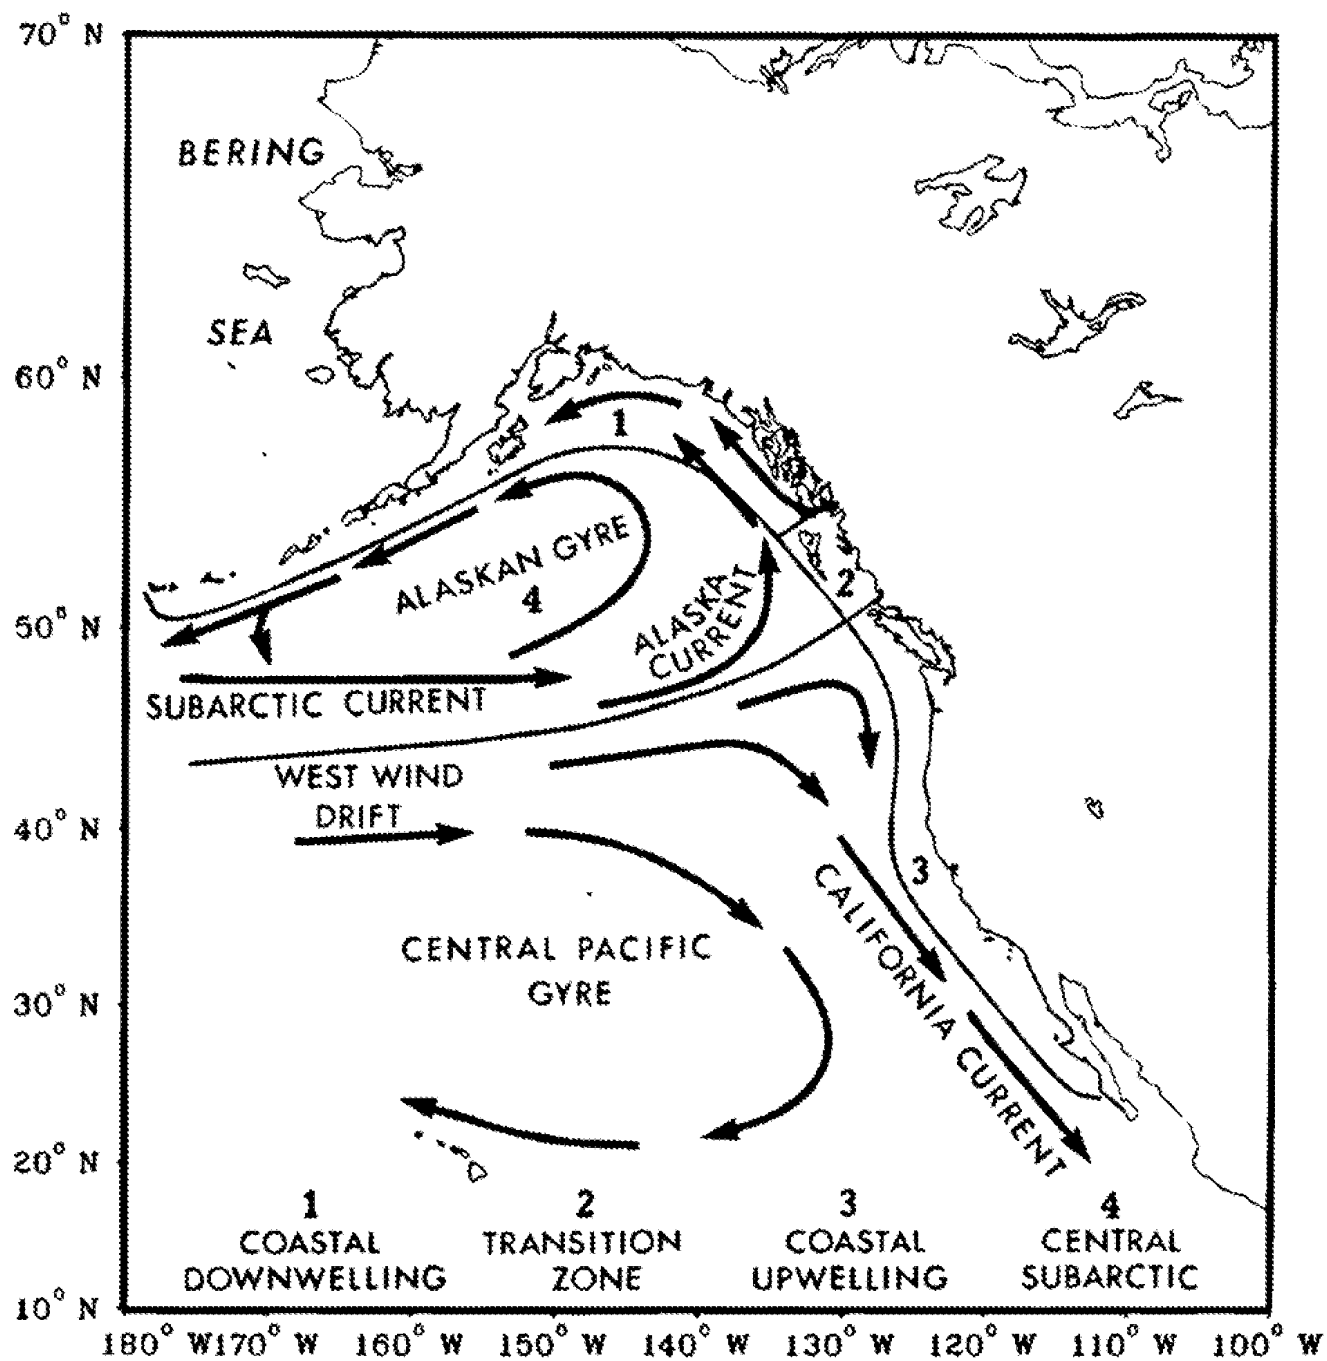 70° N
BERING
SEA
60° N
1
ALASKAN GYRE
4
ALASKA
CURRENT
2
50° N
SUBARCTIC CURRENT
WEST WIND
DRIFT
40° N
3
CALIFORNIA CURRENT
CENTRAL PACIFIC
GYRE
30° N
20° N
1 2 3 4
COASTAL TRANSITION COASTAL CENTRAL
DOWNWELLING ZONE UPWELLING SUBARCTIC
10° N
180° W 170° W 160° W 150° W 140° W 130° W 120° W 110° W 100° W